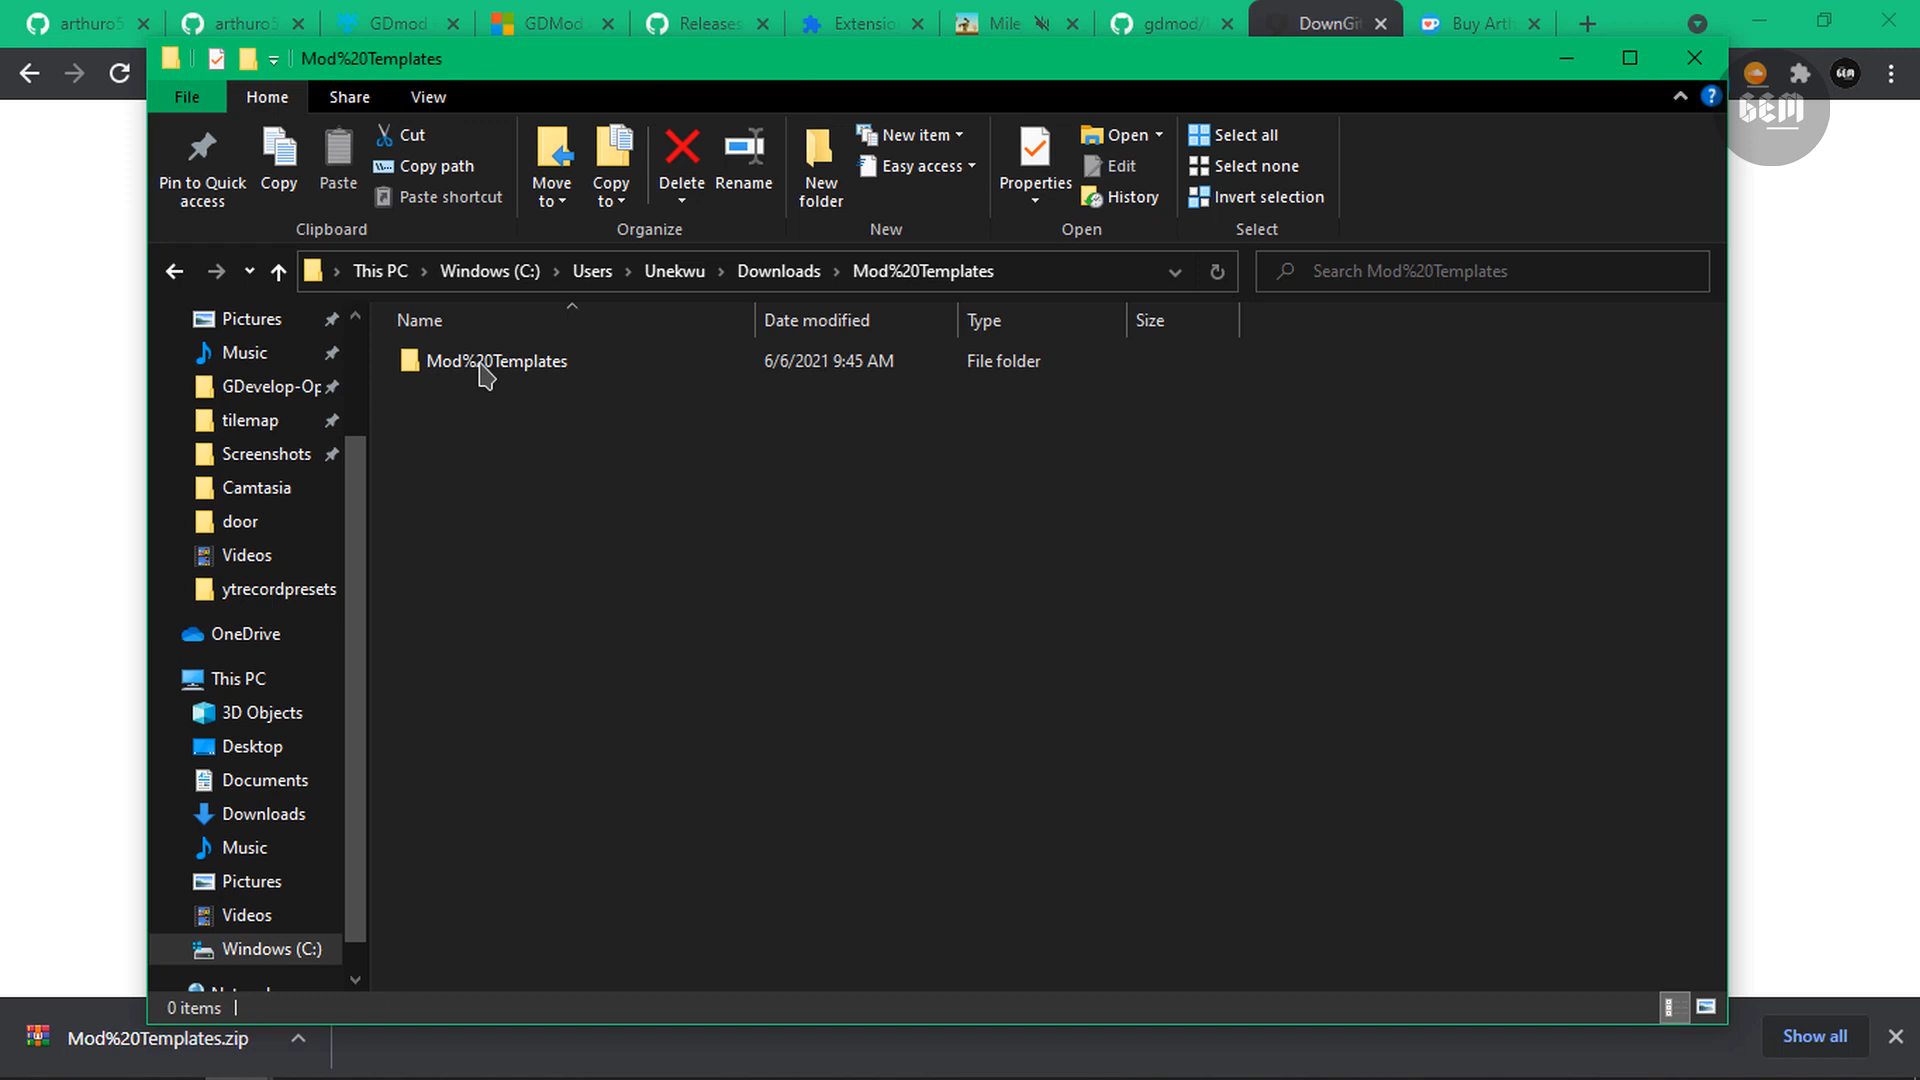 arthuro5
arthuro5
GDmod
GDMod
Releases
Extensio
Mile
gdmod/
DownGi
Buy Arth
Mod%20Templates
File
Home
Share
View
GEM
Pin to Quick access
Copy
Paste
Cut
Copy path
Paste shortcut
Move to
Copy to
Delete
Rename
New folder
New item
Easy access
Properties
Open
Edit
History
Select all
Select none
Invert selection
Clipboard
Organize
New
Open
Select
This PC
Windows (C:)
Users
Unekwu
Downloads
Mod%20Templates
Search Mod%20Templates
Name
Date modified
Type
Size
Mod%20Templates
6/6/2021 9:45 AM
File folder
Pictures
Music
GDevelop-Op
tilemap
Screenshots
Camtasia
door
Videos
ytrecordpresets
OneDrive
This PC
3D Objects
Desktop
Documents
Downloads
Music
Pictures
Videos
Windows (C:)
0 items
Mod%20Templates.zip
Show all